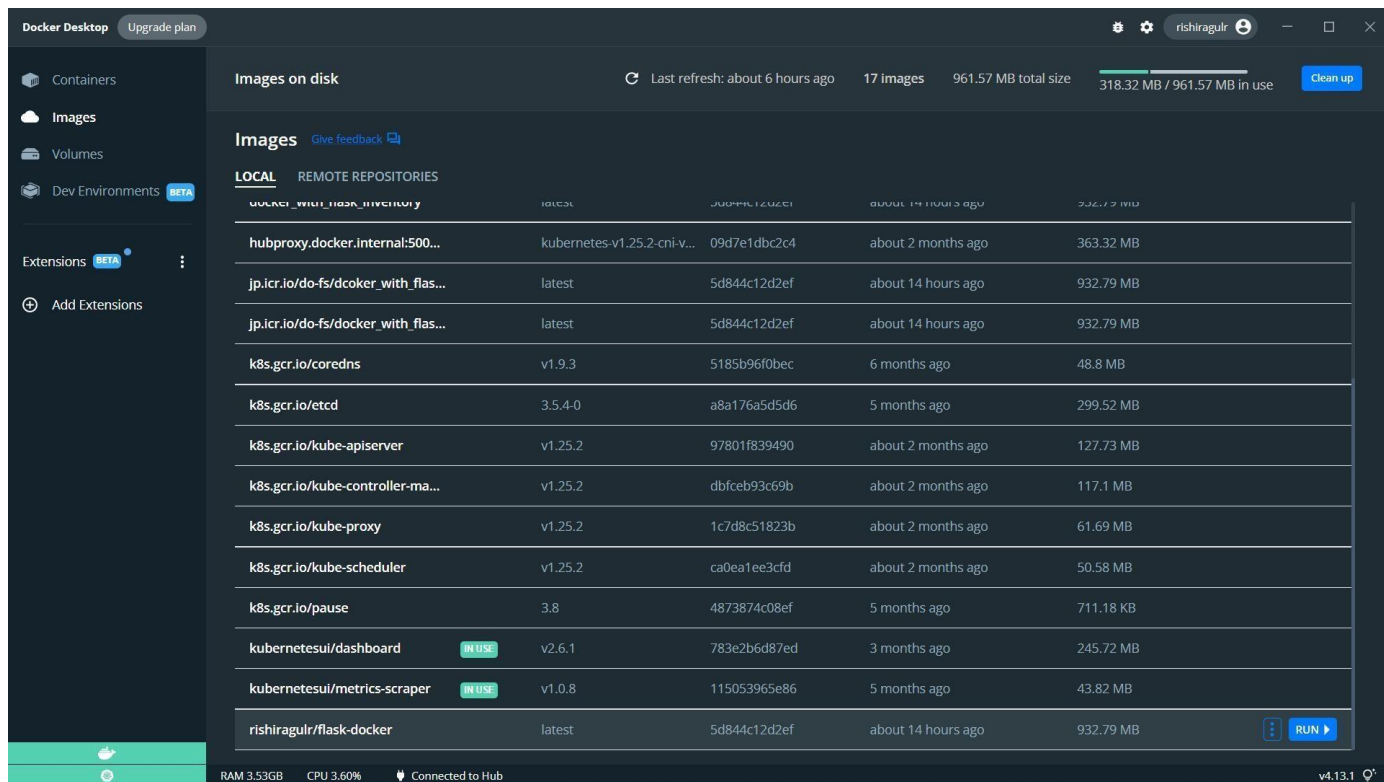 Docker Desktop Upgrade plan rishiragulr
Containers
Images
Volumes
Dev Environments BETA
Extensions BETA
Add Extensions
Images on disk Last refresh: about 6 hours ago 17 images 961.57 MB total size 318.32 MB / 961.57 MB in use Clean up
Images Give feedback
LOCAL REMOTE REPOSITORIES
docker_with_flask_inventory latest 5d844c12d2ef about 14 hours ago 932.79 MB
hubproxy.docker.internal:500... kubernetes-v1.25.2-cni-v... 09d7e1dbc2c4 about 2 months ago 363.32 MB
jp.icr.io/do-fs/dcoker_with_flas... latest 5d844c12d2ef about 14 hours ago 932.79 MB
jp.icr.io/do-fs/docker_with_flas... latest 5d844c12d2ef about 14 hours ago 932.79 MB
k8s.gcr.io/coredns v1.9.3 5185b96f0bec 6 months ago 48.8 MB
k8s.gcr.io/etcd 3.5.4-0 a8a176a5d5d6 5 months ago 299.52 MB
k8s.gcr.io/kube-apiserver v1.25.2 97801f839490 about 2 months ago 127.73 MB
k8s.gcr.io/kube-controller-ma... v1.25.2 dbfceb93c69b about 2 months ago 117.1 MB
k8s.gcr.io/kube-proxy v1.25.2 1c7d8c51823b about 2 months ago 61.69 MB
k8s.gcr.io/kube-scheduler v1.25.2 ca0ea1ee3cfd about 2 months ago 50.58 MB
k8s.gcr.io/pause 3.8 4873874c08ef 5 months ago 711.18 KB
kubernetesui/dashboard IN USE v2.6.1 783e2b6d87ed 3 months ago 245.72 MB
kubernetesui/metrics-scraper IN USE v1.0.8 115053965e86 5 months ago 43.82 MB
rishiragulr/flask-docker latest 5d844c12d2ef about 14 hours ago 932.79 MB RUN
RAM 3.53GB CPU 3.60% Connected to Hub v4.13.1